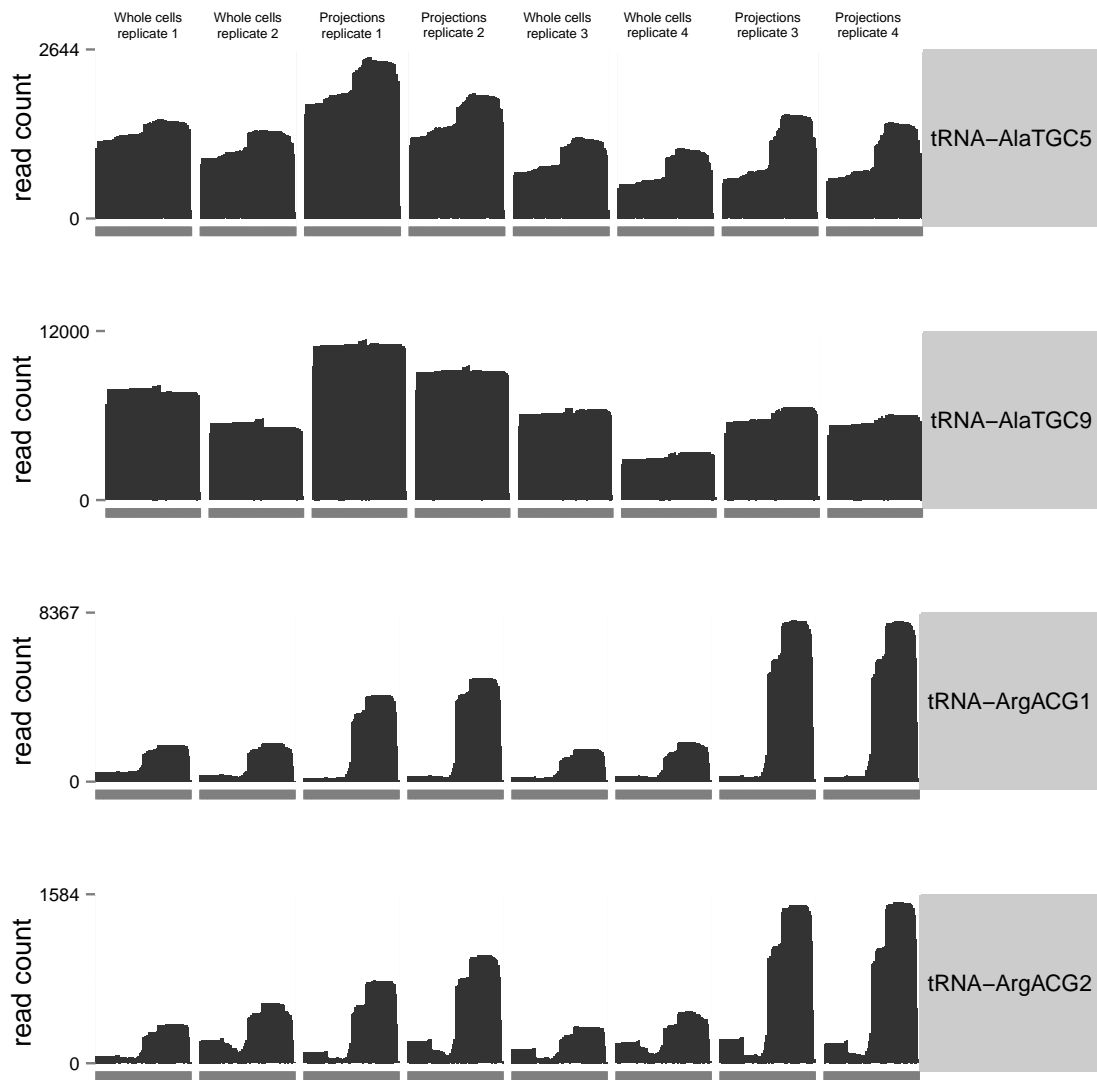 Whole cells replicate 1
Whole cells replicate 2
Projections replicate 1
Projections replicate 2
Whole cells replicate 3
Whole cells replicate 4
Projections replicate 3
Projections replicate 4
2644
read count
0
tRNA−AlaTGC5
12000
read count
0
tRNA−AlaTGC9
8367
read count
0
tRNA−ArgACG1
1584
read count
0
tRNA−ArgACG2